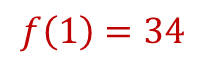 f(1) = 34